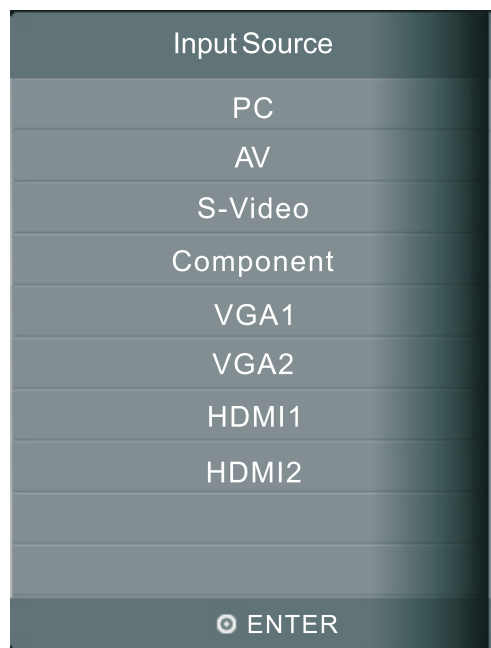 Input Source
PC
AV
S-Video
Component
VGA1
VGA2
HDMI1
HDMI2
ENTER